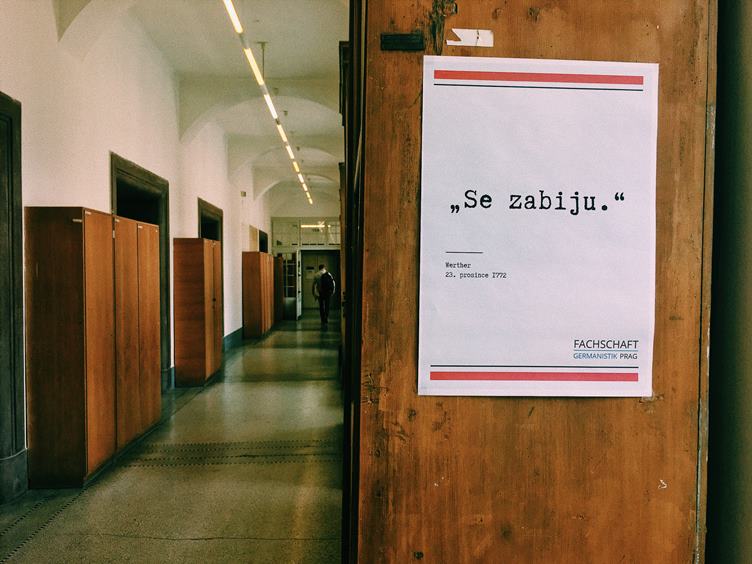 „Se zabiju.“
Werther
23. prosince 1772
FACHSCHAFT
GERMANISTIK PRAG